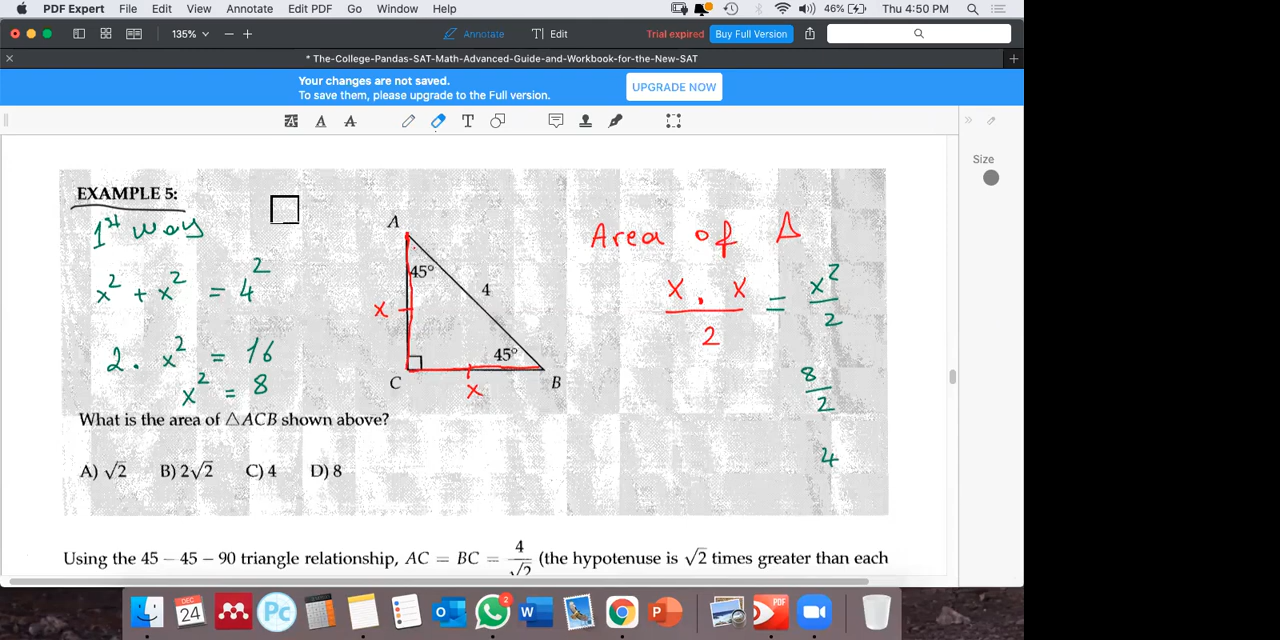 PDF Expert File Edit View Go Annotate Edit PDF Window Help 46% Thu 4:50 PM
135% Annotate T| Edit Trial expired Buy Full Version
* The-College-Pandas-SAT-Math-Advanced-Guide-and-Workbook-for-the-New-SAT
Your changes are not saved.
To save them, please upgrade to the Full version.
UPGRADE NOW
A A A T
Size
EXAMPLE 5:
1st way
x² + x² = 4²
2. x² = 16
x² = 8
A
45°
4
x
45°
C
B
x
Area of Δ
x . x / 2 = x² / 2
8 / 2
4
What is the area of △ACB shown above?
A) √2 B) 2√2 C) 4 D) 8
Using the 45 − 45 − 90 triangle relationship, AC = BC = 4/√2 (the hypotenuse is √2 times greater than each
DEC
24
Pc
2
W
P